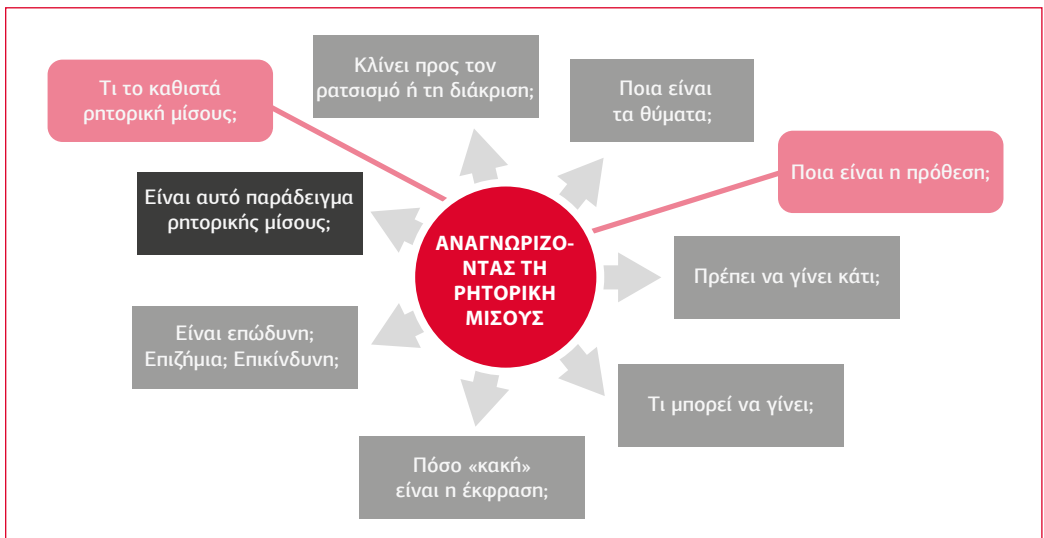 Τι το καθιστά
ρητορική μίσους;
Κλίνει προς τον
ρατσισμό ή τη διάκριση;
Ποια είναι
τα θύματα;
Ποια είναι η πρόθεση;
Είναι αυτό παράδειγμα
ρητορικής μίσους;
ΑΝΑΓΝΩΡΙΖΟ-
ΝΤΑΣ ΤΗ
ΡΗΤΟΡΙΚΗ
ΜΙΣΟΥΣ
Πρέπει να γίνει κάτι;
Είναι επώδυνη;
Επιζήμια; Επικίνδυνη;
Τι μπορεί να γίνει;
Πόσο «κακή»
είναι η έκφραση;